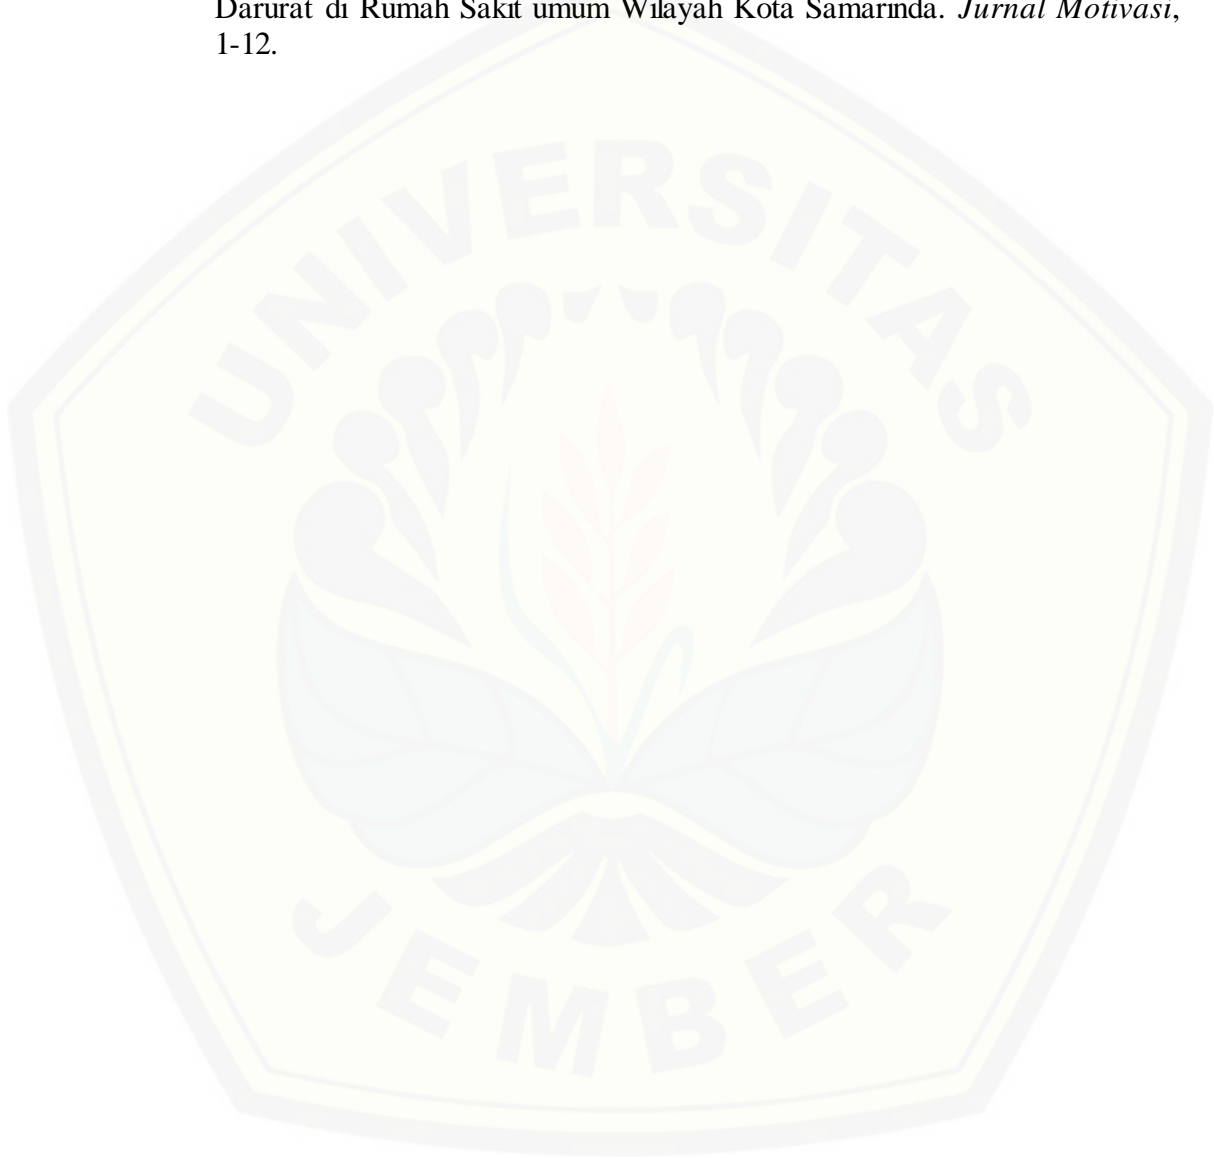 Darurat di Rumah Sakit umum Wilayah Kota Samarinda. Jurnal Motivasi,
1-12.
UNIVERSITAS
JEMBER